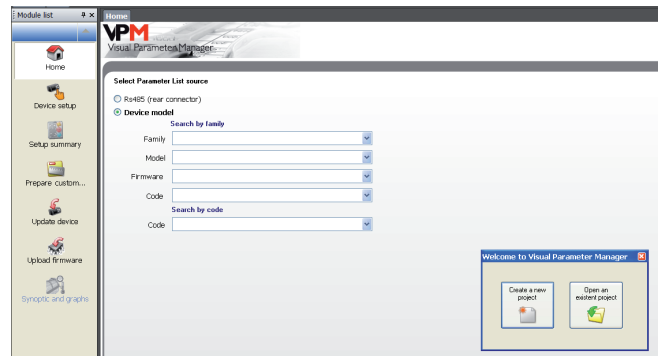 Module list
Home
Home
Device setup
Setup summary
Prepare custom...
Update device
Upload firmware
Synoptic and graphs
VPM
Visual Parameter Manager
Select Parameter List source
Rs485 (rear connector)
Device model
Search by family
Family
Model
Firmware
Code
Search by code
Code
Welcome to Visual Parameter Manager
Create a new
project
Open an
existent project